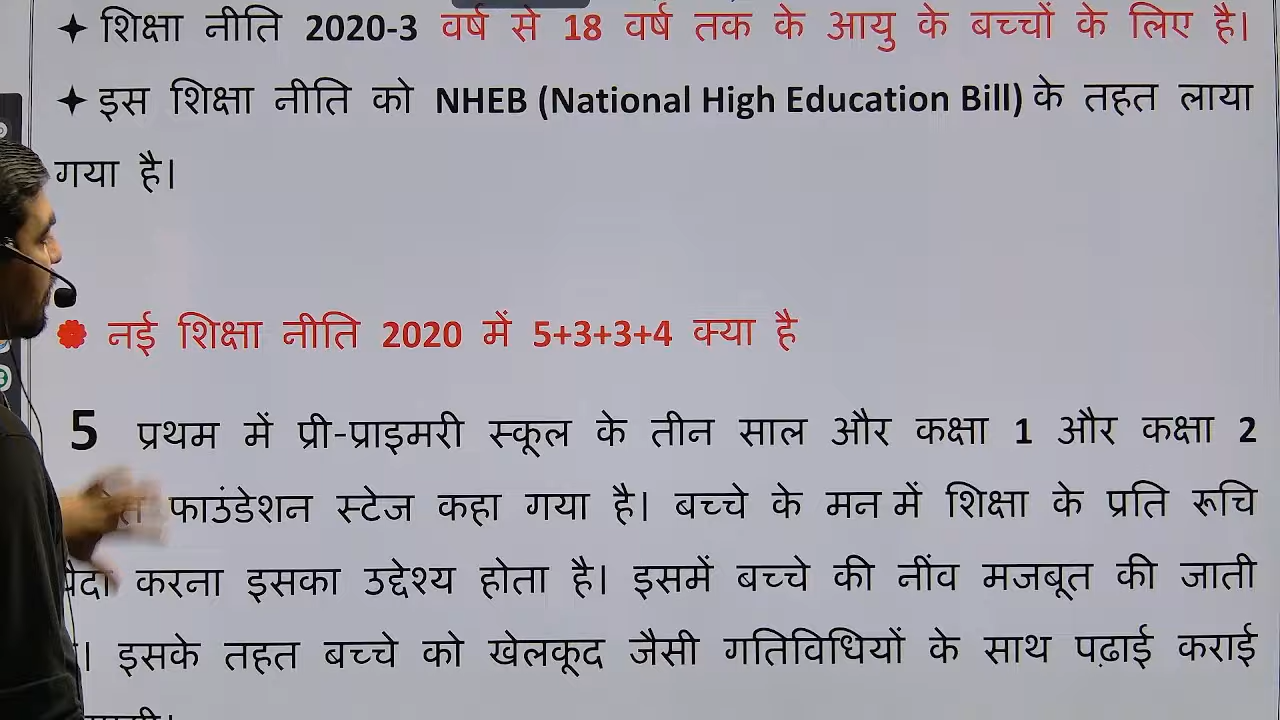 शिक्षा नीति 2020-3 वर्ष से 18 वर्ष तक के आयु के बच्चों के लिए है।
इस शिक्षा नीति को NHEB (National High Education Bill) के तहत लाया
गया है।
नई शिक्षा नीति 2020 में 5+3+3+4 क्या है
5 प्रथम में प्री-प्राइमरी स्कूल के तीन साल और कक्षा 1 और कक्षा 2
फाउंडेशन स्टेज कहा गया है। बच्चे के मन में शिक्षा के प्रति रूचि
करना इसका उद्देश्य होता है। इसमें बच्चे की नींव मजबूत की जाती
इसके तहत बच्चे को खेलकूद जैसी गतिविधियों के साथ पढ़ाई कराई